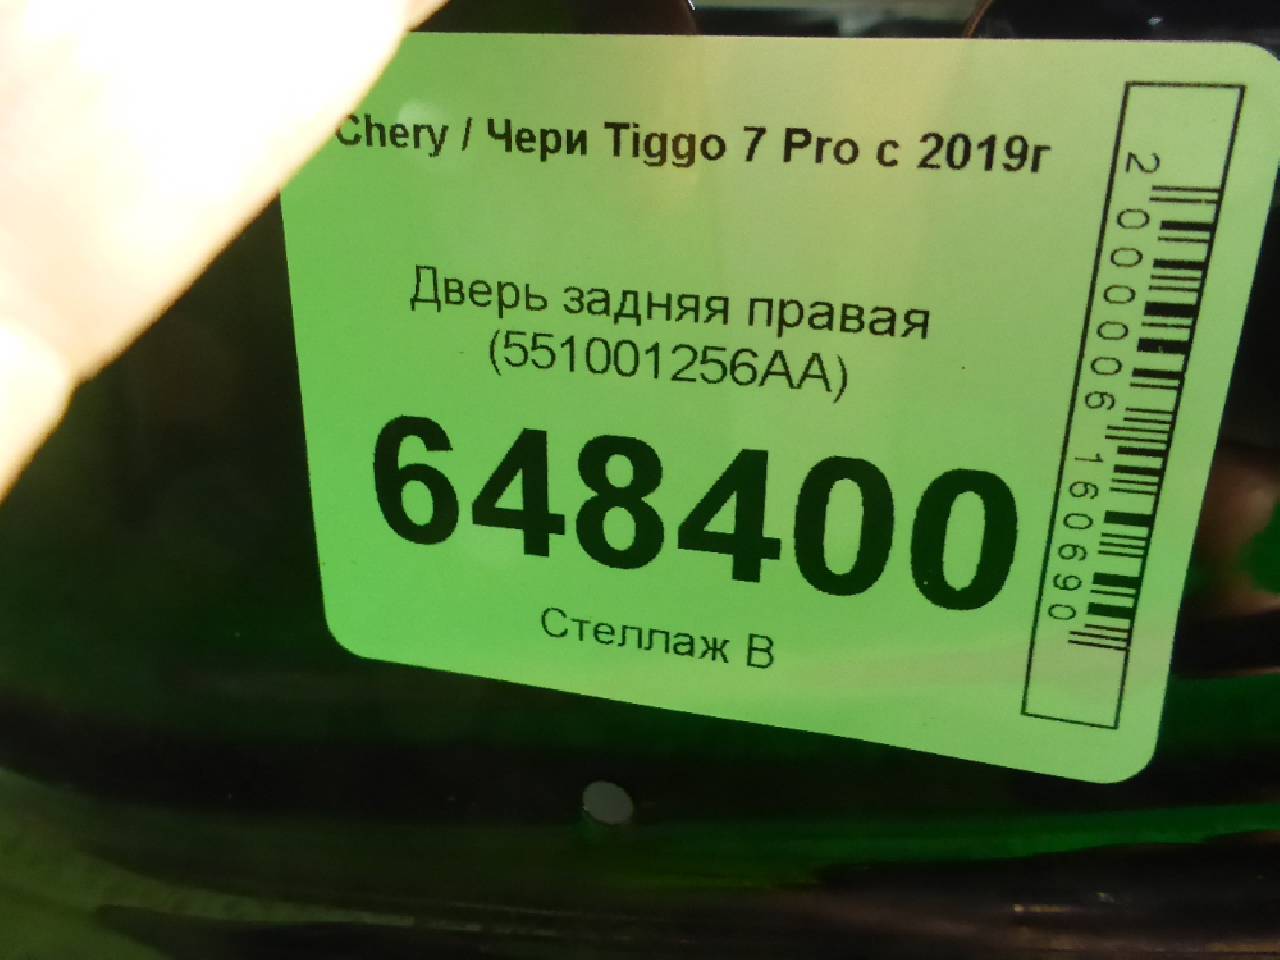 Chery / Чери Tiggo 7 Pro с 2019г
Дверь задняя правая
(551001256AA)
648400
Стеллаж В
2000006160690